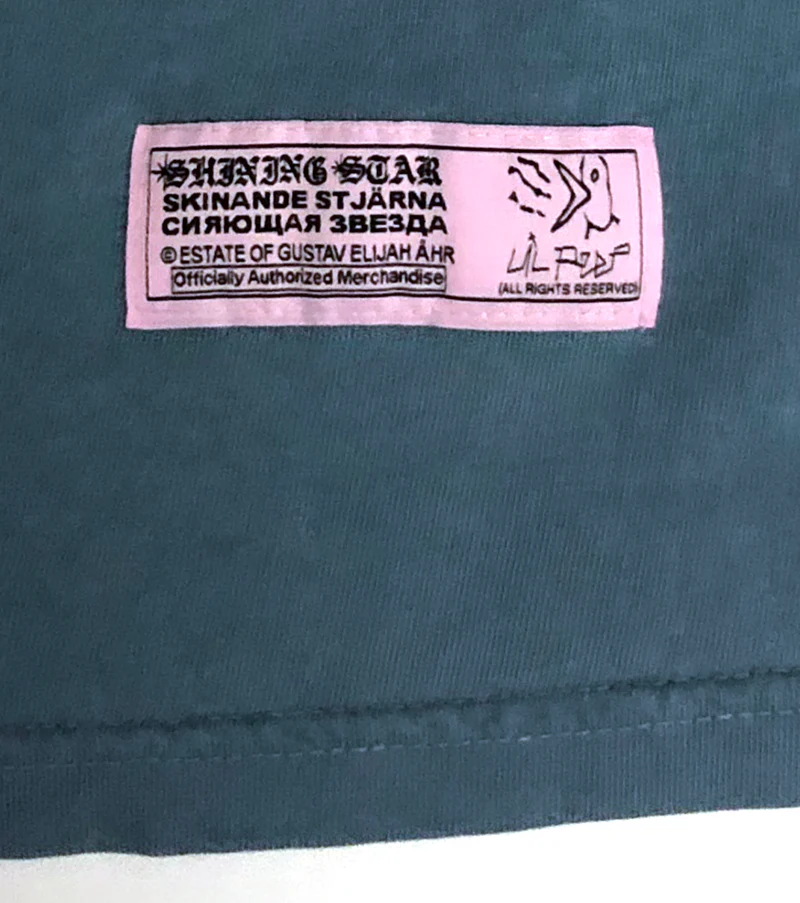 SHINING STAR
SKINANDE STJÄRNA
СИЯЮЩАЯ ЗВЕЗДА
© ESTATE OF GUSTAV ELIJAH ÅHR
Officially Authorized Merchandise
LIL PEEP
(ALL RIGHTS RESERVED)